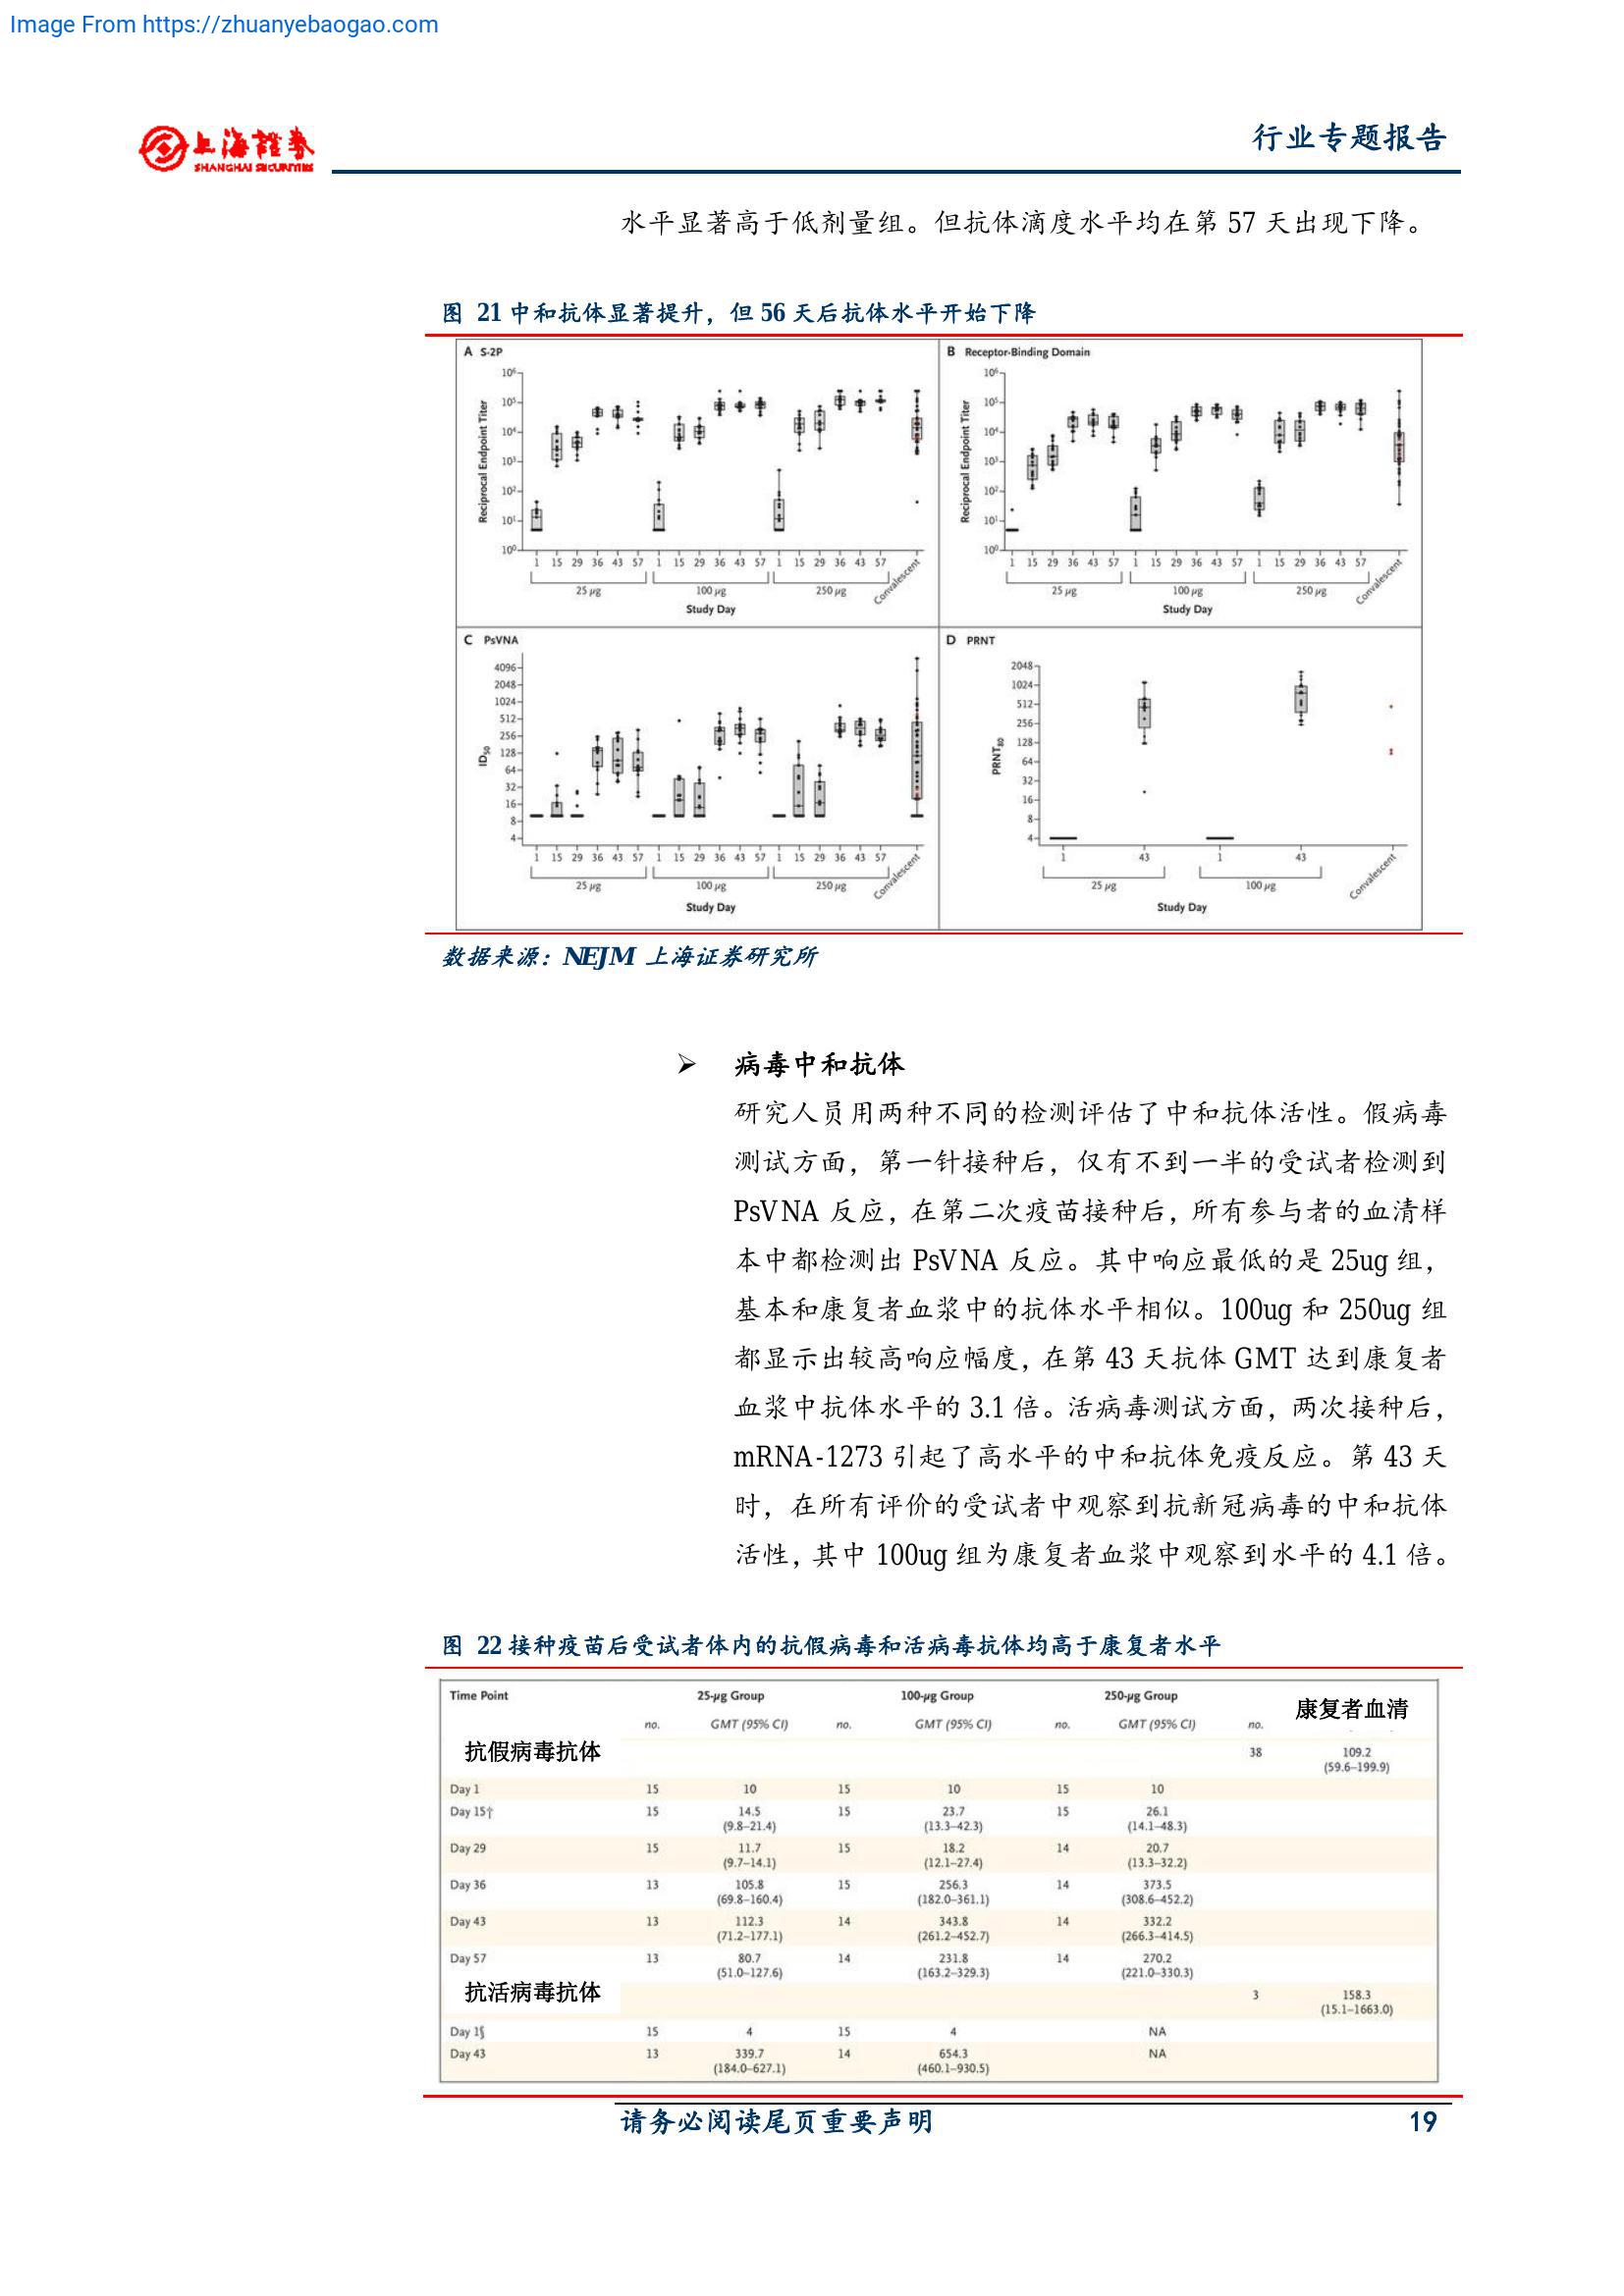 Image From https://zhuanyebaogao.com
上海證券
SHANGHAI SECURITIES
行业专题报告
水平显著高于低剂量组。但抗体滴度水平均在第 57 天出现下降。
图 21 中和抗体显著提升，但 56 天后抗体水平开始下降
A S-2P
Reciprocal Endpoint Titer
10⁶
10⁵
10⁴
10³
10²
10¹
10⁰
1 15 29 36 43 57 1 15 29 36 43 57 1 15 29 36 43 57 Convalescent
25 μg 100 μg 250 μg
Study Day
B Receptor-Binding Domain
Reciprocal Endpoint Titer
10⁶
10⁵
10⁴
10³
10²
10¹
10⁰
1 15 29 36 43 57 1 15 29 36 43 57 1 15 29 36 43 57 Convalescent
25 μg 100 μg 250 μg
Study Day
C PsVNA
ID₅₀
4096
2048
1024
512
256
128
64
32
16
8
4
1 15 29 36 43 57 1 15 29 36 43 57 1 15 29 36 43 57 Convalescent
25 μg 100 μg 250 μg
Study Day
D PRNT
PRNT₈₀
2048
1024
512
256
128
64
32
16
8
4
1 43 1 43 Convalescent
25 μg 100 μg
Study Day
数据来源：NEJM 上海证券研究所
➢ 病毒中和抗体
研究人员用两种不同的检测评估了中和抗体活性。假病毒
测试方面，第一针接种后，仅有不到一半的受试者检测到
PsVNA 反应，在第二次疫苗接种后，所有参与者的血清样
本中都检测出 PsVNA 反应。其中响应最低的是 25ug 组，
基本和康复者血浆中的抗体水平相似。100ug 和 250ug 组
都显示出较高响应幅度，在第 43 天抗体 GMT 达到康复者
血浆中抗体水平的 3.1 倍。活病毒测试方面，两次接种后，
mRNA-1273 引起了高水平的中和抗体免疫反应。第 43 天
时，在所有评价的受试者中观察到抗新冠病毒的中和抗体
活性，其中 100ug 组为康复者血浆中观察到水平的 4.1 倍。
图 22 接种疫苗后受试者体内的抗假病毒和活病毒抗体均高于康复者水平
Time Point 25-μg Group 100-μg Group 250-μg Group 康复者血清
no. GMT (95% CI) no. GMT (95% CI) no. GMT (95% CI) no.
抗假病毒抗体 38 109.2
(59.6–199.9)
Day 1 15 10 15 10 15 10
Day 15† 15 14.5 15 23.7 15 26.1
(9.8–21.4) (13.3–42.3) (14.1–48.3)
Day 29 15 11.7 15 18.2 14 20.7
(9.7–14.1) (12.1–27.4) (13.3–32.2)
Day 36 13 105.8 15 256.3 14 373.5
(69.8–160.4) (182.0–361.1) (308.6–452.2)
Day 43 13 112.3 14 343.8 14 332.2
(71.2–177.1) (261.2–452.7) (266.3–414.5)
Day 57 13 80.7 14 231.8 14 270.2
(51.0–127.6) (163.2–329.3) (221.0–330.3)
抗活病毒抗体 3 158.3
(15.1–1663.0)
Day 1§ 15 4 15 4 NA
Day 43 13 339.7 14 654.3 NA
(184.0–627.1) (460.1–930.5)
请务必阅读尾页重要声明 19